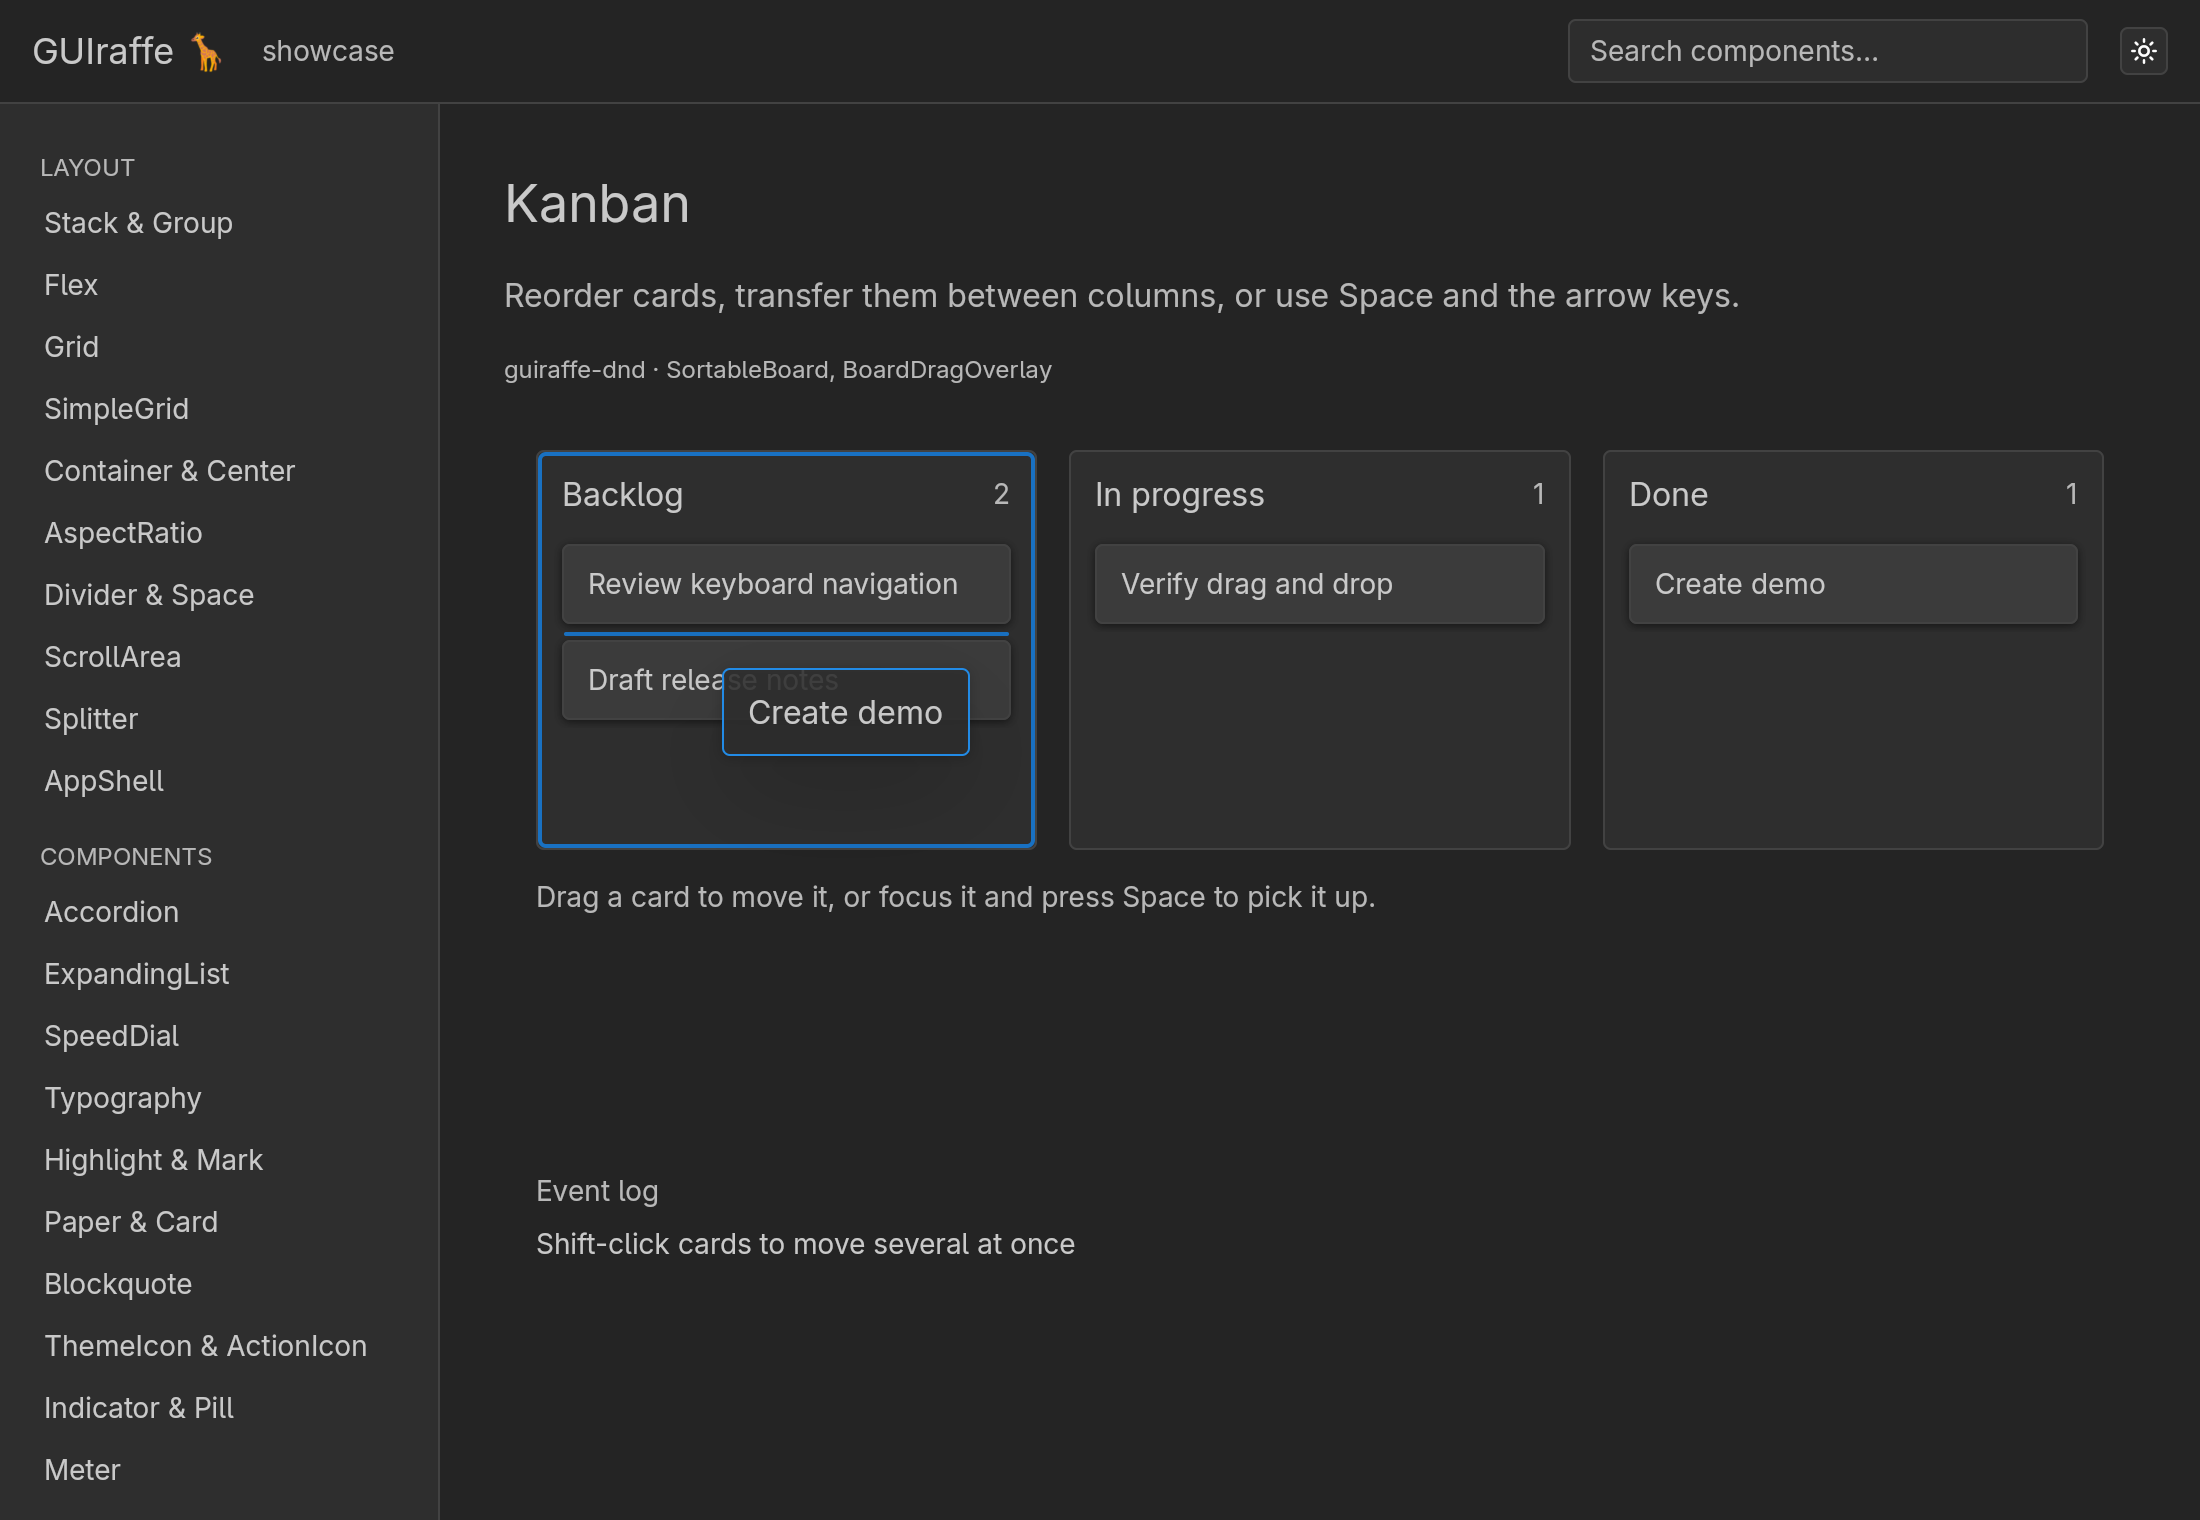 GUIraffe 🦒 showcase
Search components...
LAYOUT
Stack & Group
Flex
Grid
SimpleGrid
Container & Center
AspectRatio
Divider & Space
ScrollArea
Splitter
AppShell
COMPONENTS
Accordion
ExpandingList
SpeedDial
Typography
Highlight & Mark
Paper & Card
Blockquote
ThemeIcon & ActionIcon
Indicator & Pill
Meter
Kanban
Reorder cards, transfer them between columns, or use Space and the arrow keys.
guiraffe-dnd · SortableBoard, BoardDragOverlay
Backlog 2
Review keyboard navigation
Draft release notes
Create demo
In progress 1
Verify drag and drop
Done 1
Create demo
Drag a card to move it, or focus it and press Space to pick it up.
Event log
Shift-click cards to move several at once